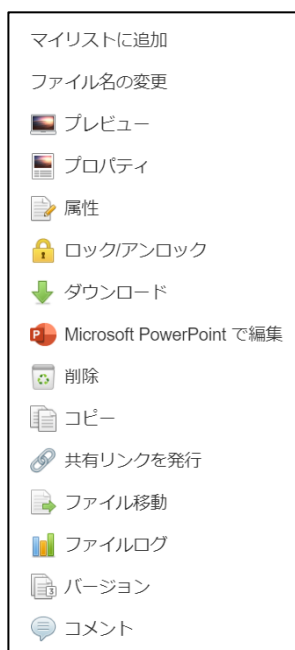 マイリストに追加
ファイル名の変更
プレビュー
プロパティ
属性
ロック/アンロック
ダウンロード
Microsoft PowerPoint で編集
削除
コピー
共有リンクを発行
ファイル移動
ファイルログ
バージョン
コメント